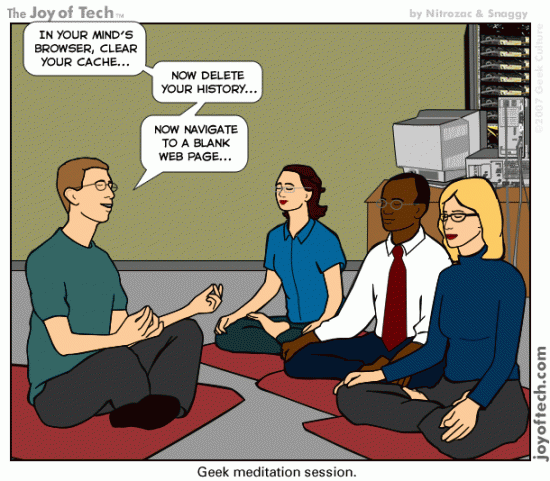 The Joy of Tech™
by Nitrozac & Snaggy
IN YOUR MIND'S
BROWSER, CLEAR
YOUR CACHE...
NOW DELETE
YOUR HISTORY...
NOW NAVIGATE
TO A BLANK
WEB PAGE...
©2007 Geek Culture
joyoftech.com
Geek meditation session.